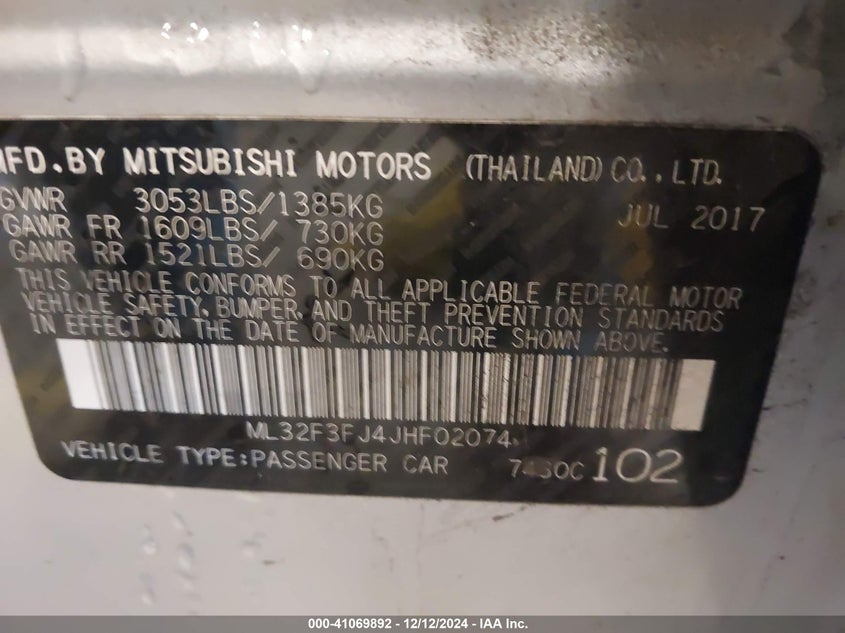 MFD.BY MITSUBISHI MOTORS (THAILAND) CO.,LTD.
GVWR 3053LBS/1385KG JUL 2017
GAWR FR 1609LBS/ 730KG
GAWR RR 1521LBS/ 690KG
THIS VEHICLE CONFORMS TO ALL APPLICABLE FEDERAL MOTOR
VEHICLE SAFETY, BUMPER, AND THEFT PREVENTION STANDARDS
IN EFFECT ON THE DATE OF MANUFACTURE SHOWN ABOVE.
ML32F3FJ4JHF02074
VEHICLE TYPE:PASSENGER CAR 102
000-41069892 - 12/12/2024 - IAA Inc.